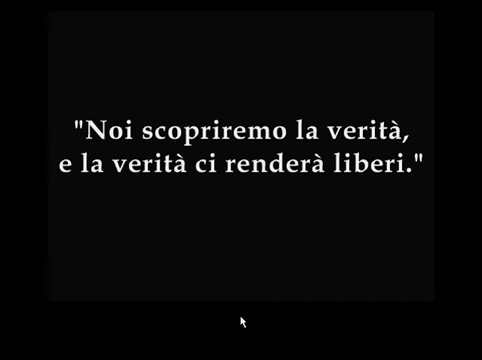 "Noi scopriremo la verità,
e la verità ci renderà liberi."